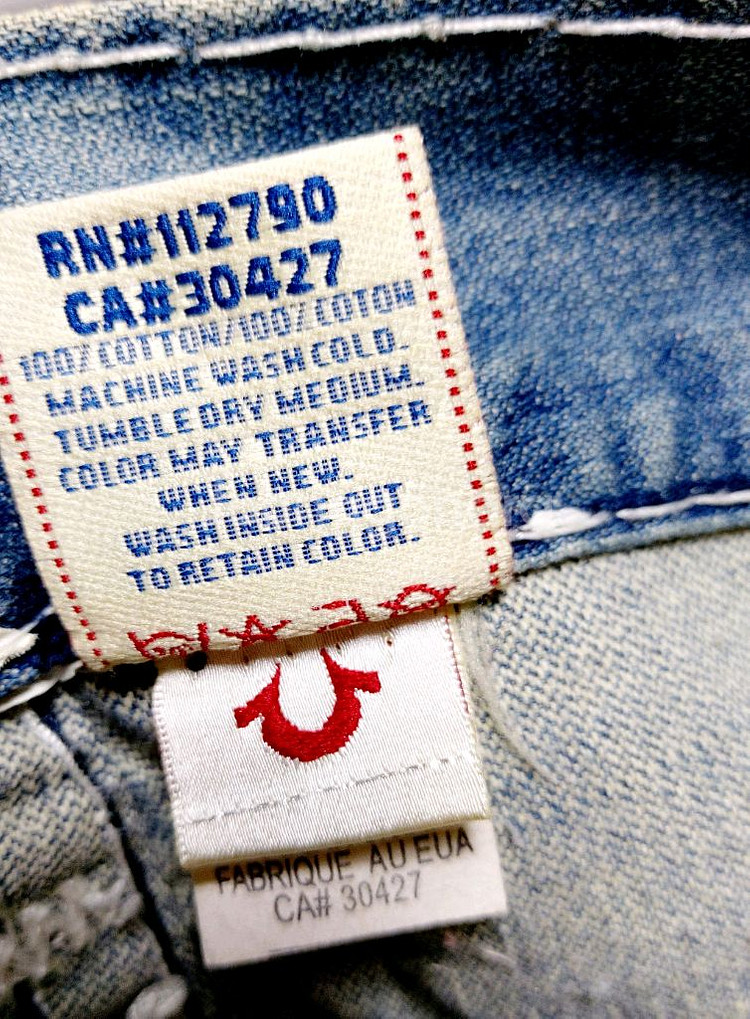 RN#112790
CA#30427
100%COTTON/100%COTON
MACHINE WASH COLD.
TUMBLE DRY MEDIUM.
COLOR MAY TRANSFER
WHEN NEW.
WASH INSIDE OUT
TO RETAIN COLOR.
FABRIQUE AU EUA
CA# 30427